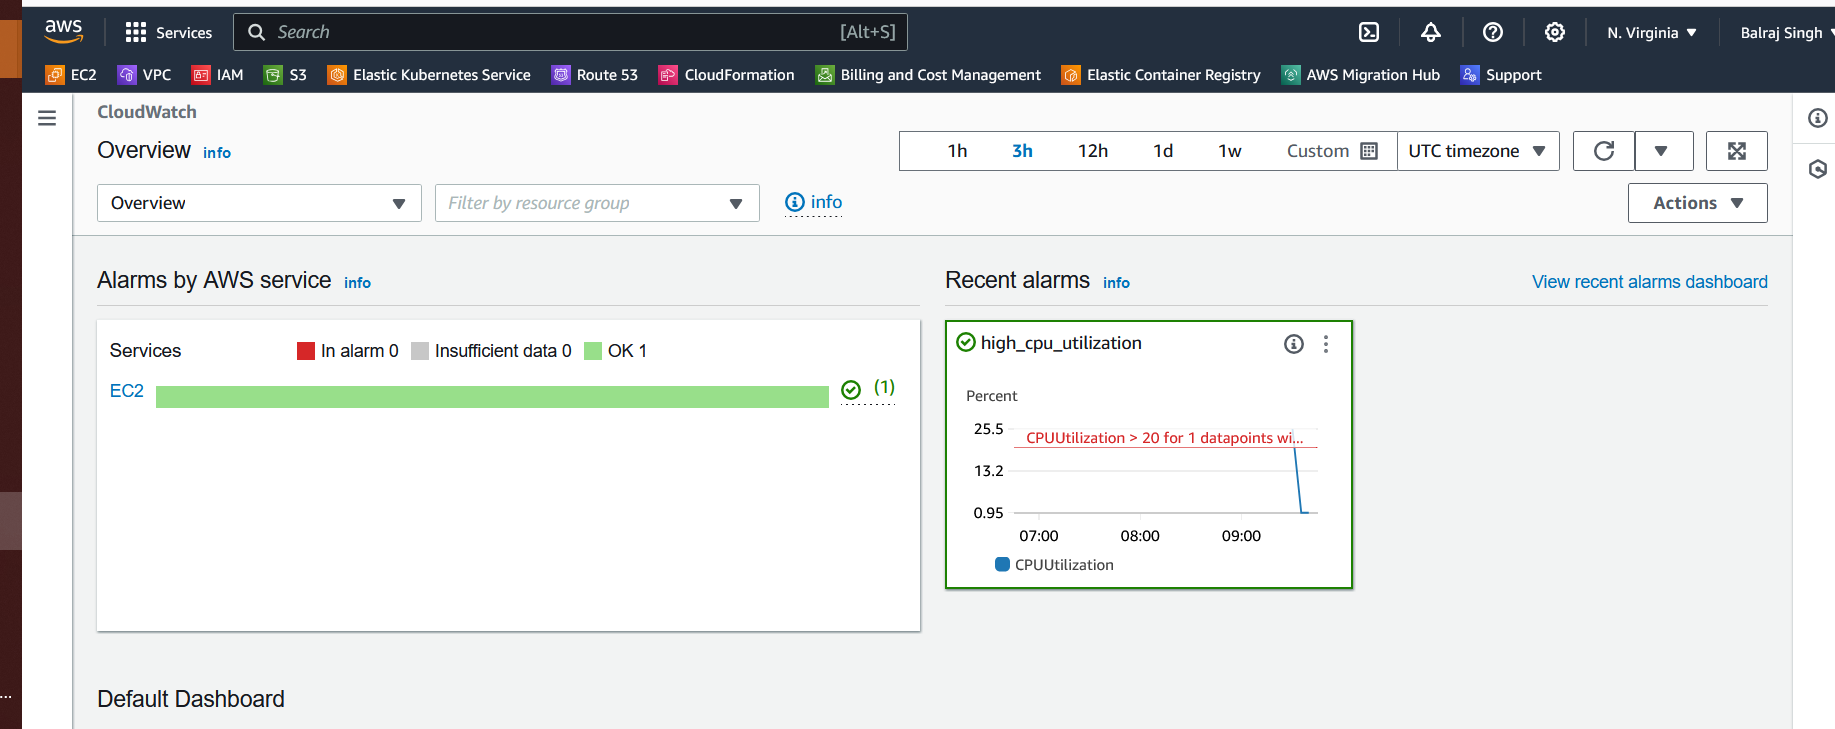 aws
Services
Search [Alt+S]
N. Virginia
Balraj Singh
EC2 VPC IAM S3 Elastic Kubernetes Service Route 53 CloudFormation Billing and Cost Management Elastic Container Registry AWS Migration Hub Support
CloudWatch
Overview info
1h 3h 12h 1d 1w Custom UTC timezone
Overview
Filter by resource group
info
Actions
Alarms by AWS service info
Services In alarm 0 Insufficient data 0 OK 1
EC2 (1)
Recent alarms info
View recent alarms dashboard
high_cpu_utilization
Percent
25.5
CPUUtilization > 20 for 1 datapoints wi...
13.2
0.95
07:00 08:00 09:00
CPUUtilization
Default Dashboard
...